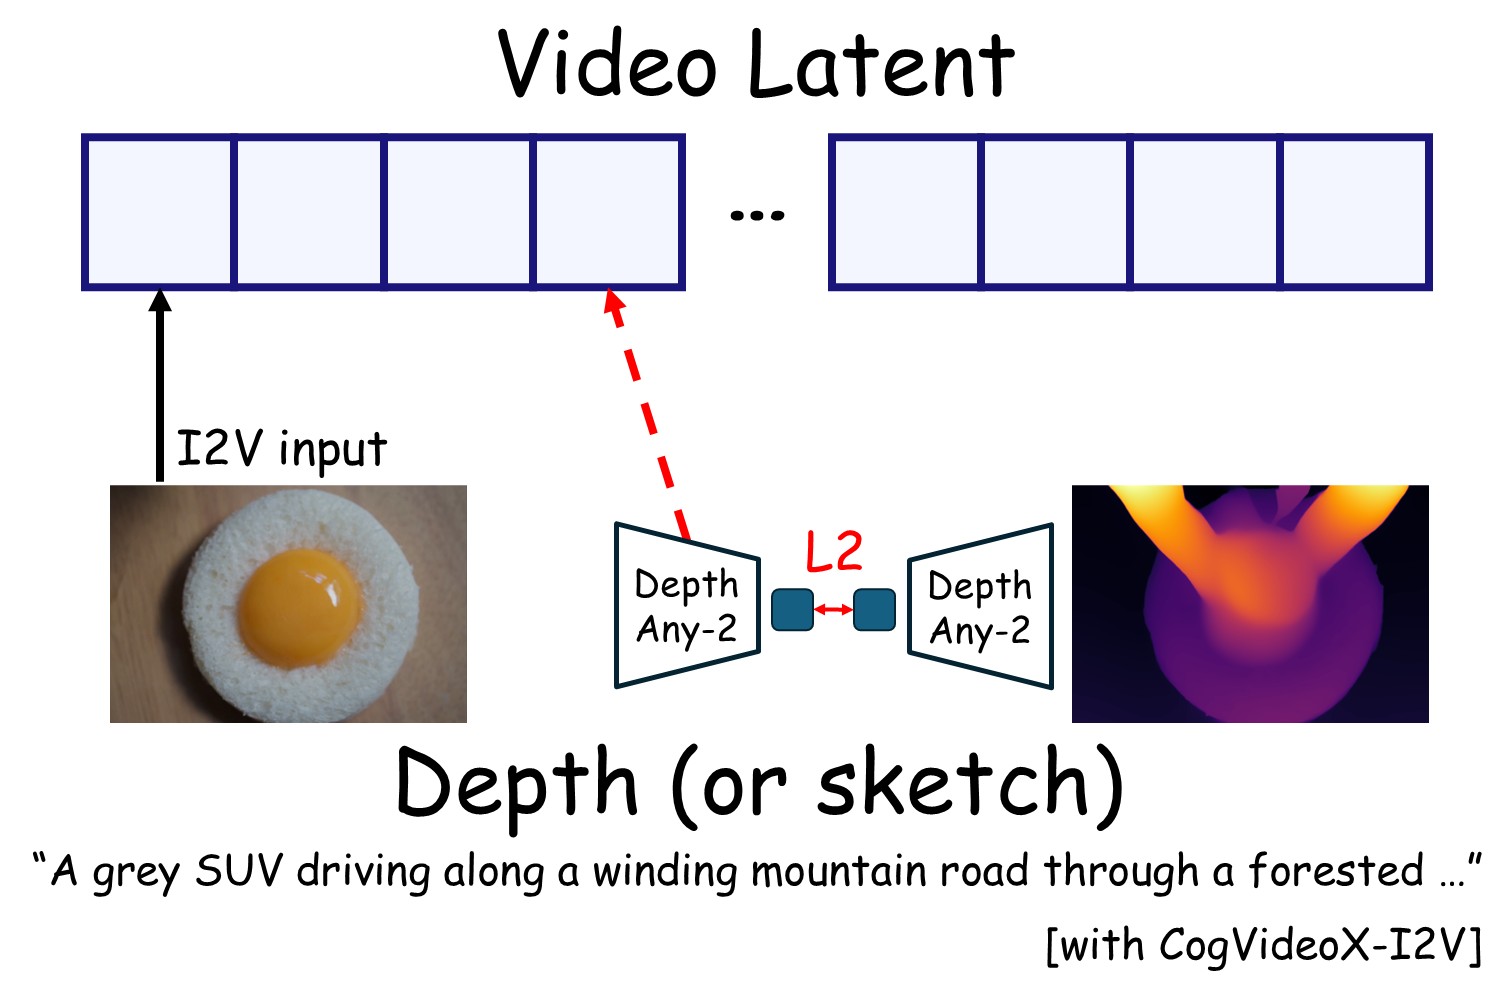 Video Latent
...
I2V input
L2
Depth
Any-2
Depth
Any-2
Depth (or sketch)
“A grey SUV driving along a winding mountain road through a forested ...”
[with CogVideoX-I2V]